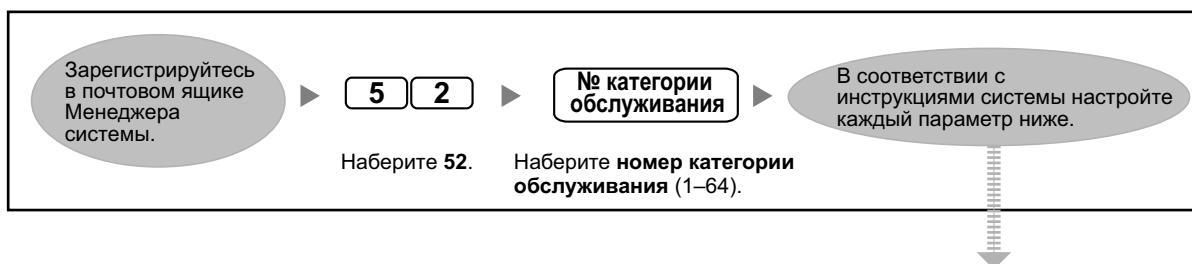 Зарегистрируйтесь
в почтовом ящике
Менеджера
системы.
5 2
Наберите 52.
№ категории
обслуживания
Наберите номер категории
обслуживания (1–64).
В соответствии с
инструкциями системы настройте
каждый параметр ниже.